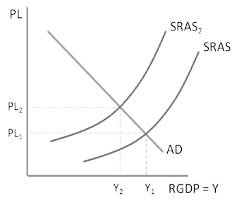 PL
SRAS₂
SRAS
PL₂
PL₁
AD
Y₂
Y₁
RGDP = Y